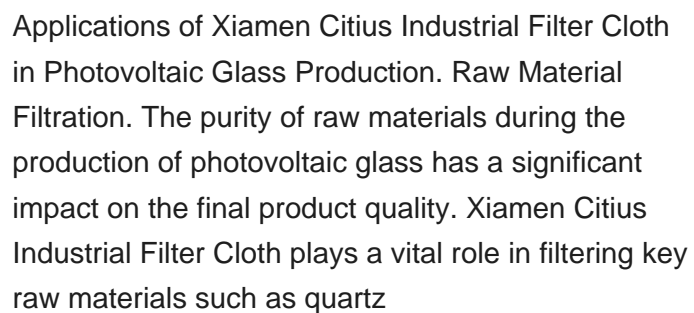 Applications of Xiamen Citius Industrial Filter Cloth
in Photovoltaic Glass Production. Raw Material
Filtration. The purity of raw materials during the
production of photovoltaic glass has a significant
impact on the final product quality. Xiamen Citius
Industrial Filter Cloth plays a vital role in filtering key
raw materials such as quartz